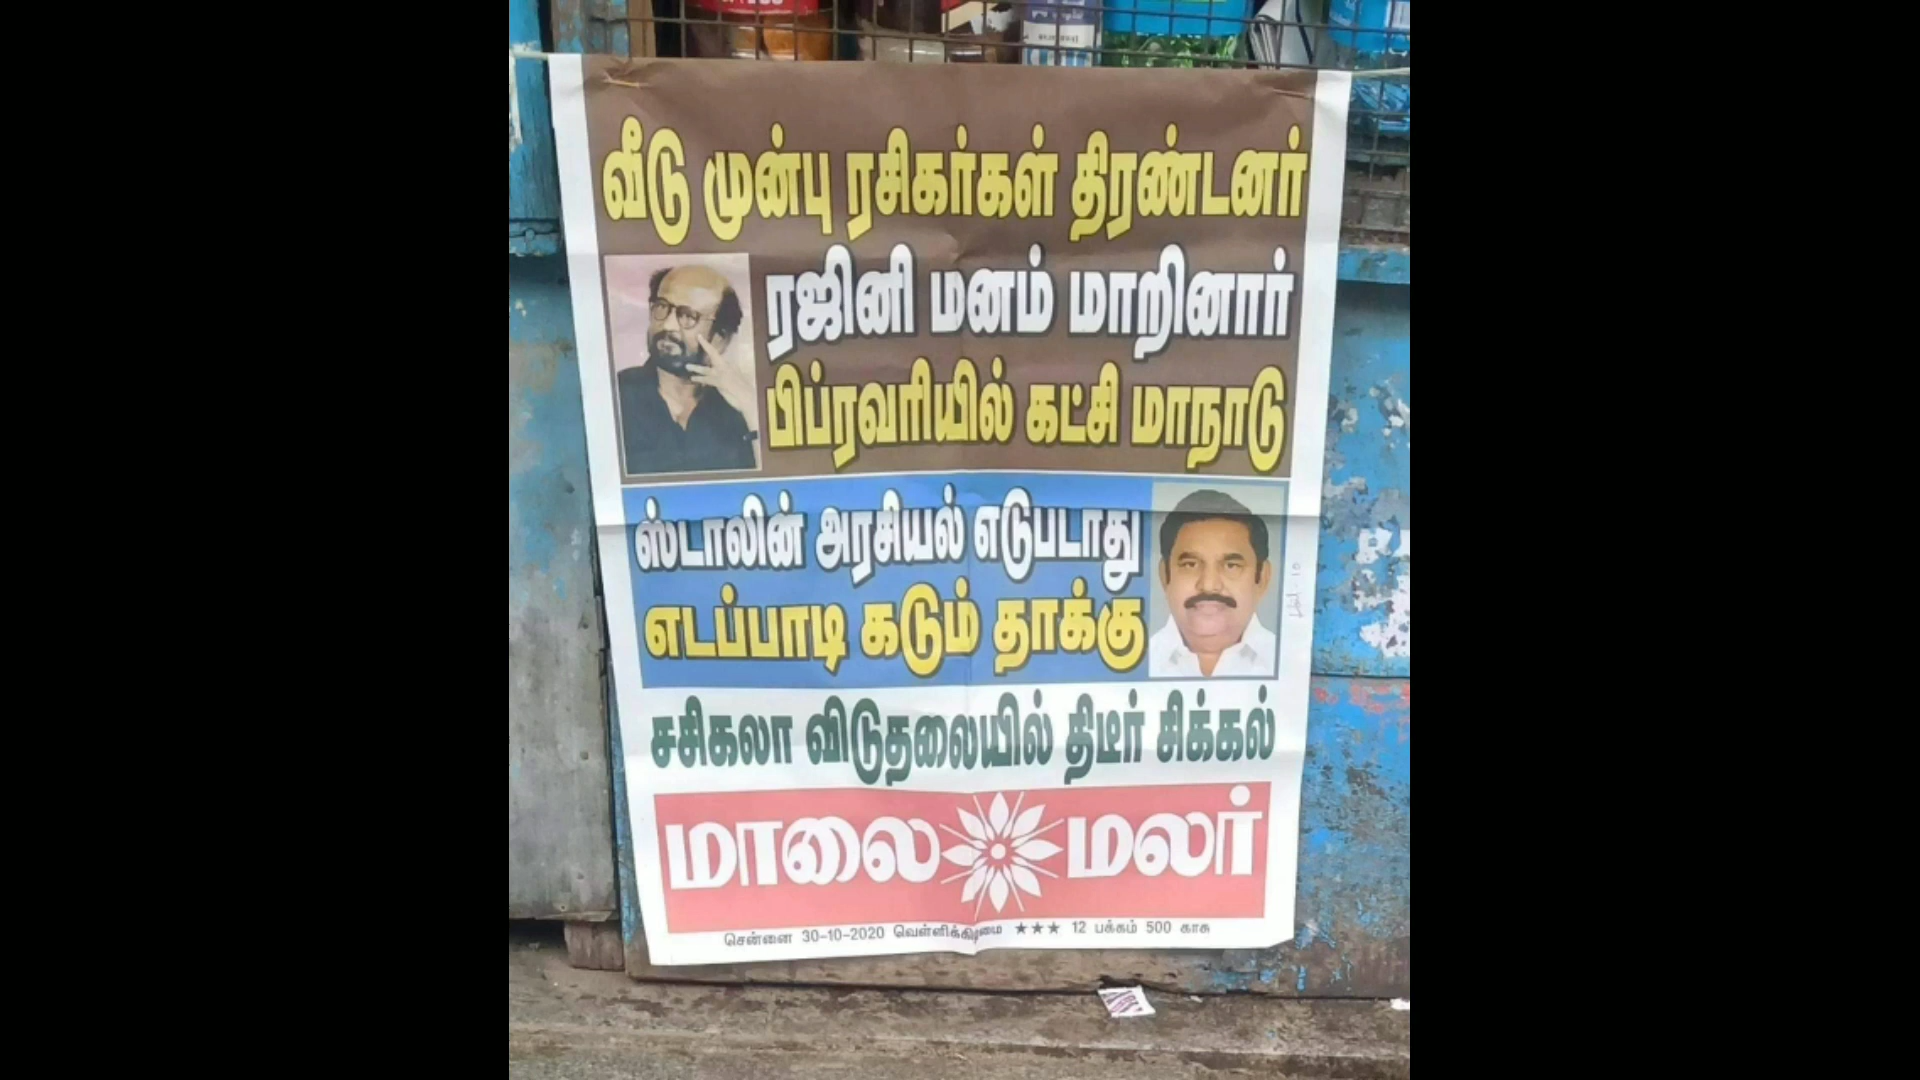 வீடு முன்பு ரசிகர்கள் திரண்டனர்
ரஜினி மனம் மாறினார்
பிப்ரவரியில் கட்சி மாநாடு
ஸ்டாலின் அரசியல் எடுபடாது
எடப்பாடி கடும் தாக்கு
சசிகலா விடுதலையில் திடீர் சிக்கல்
மாலை மலர்
சென்னை 30-10-2020 வெள்ளிக்கிழமை ★★★ 12 பக்கம் 500 காசு